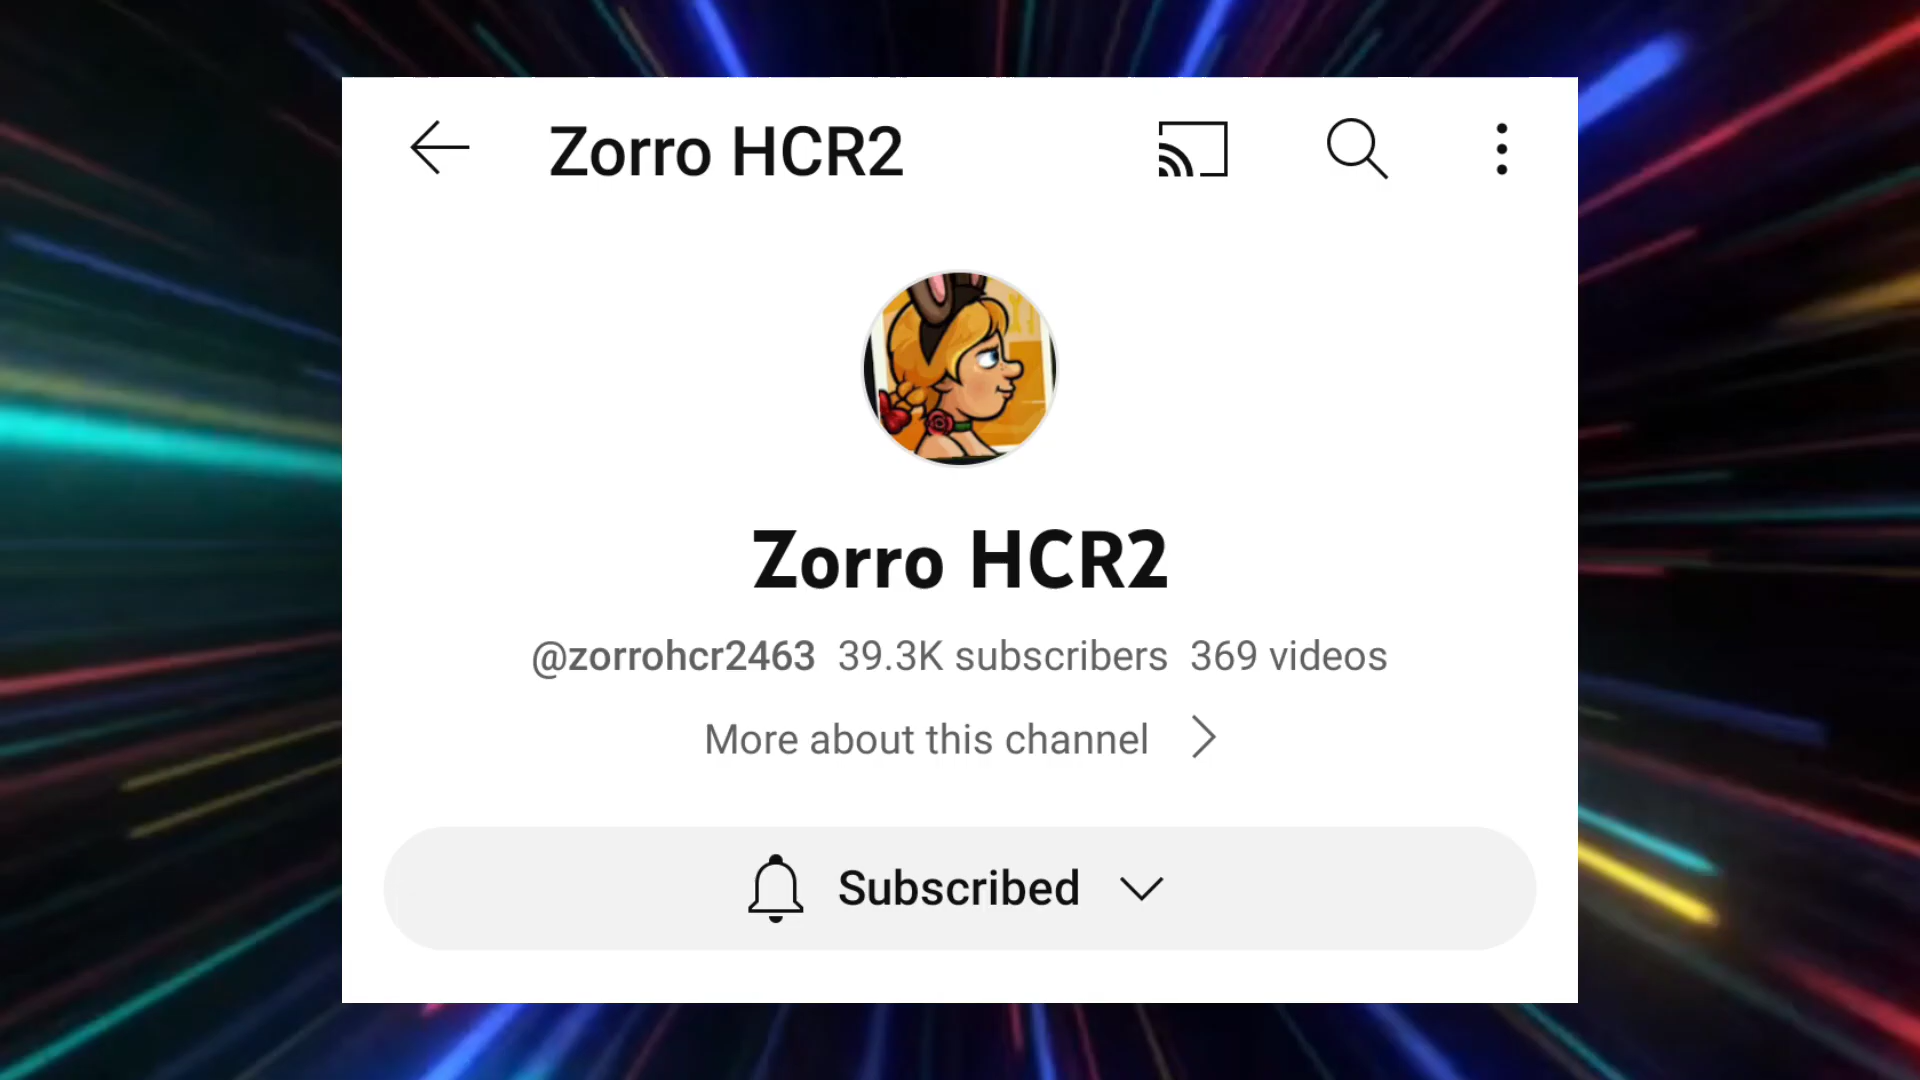 Zorro HCR2
Zorro HCR2
@zorrohcr2463 39.3K subscribers 369 videos
More about this channel
Subscribed